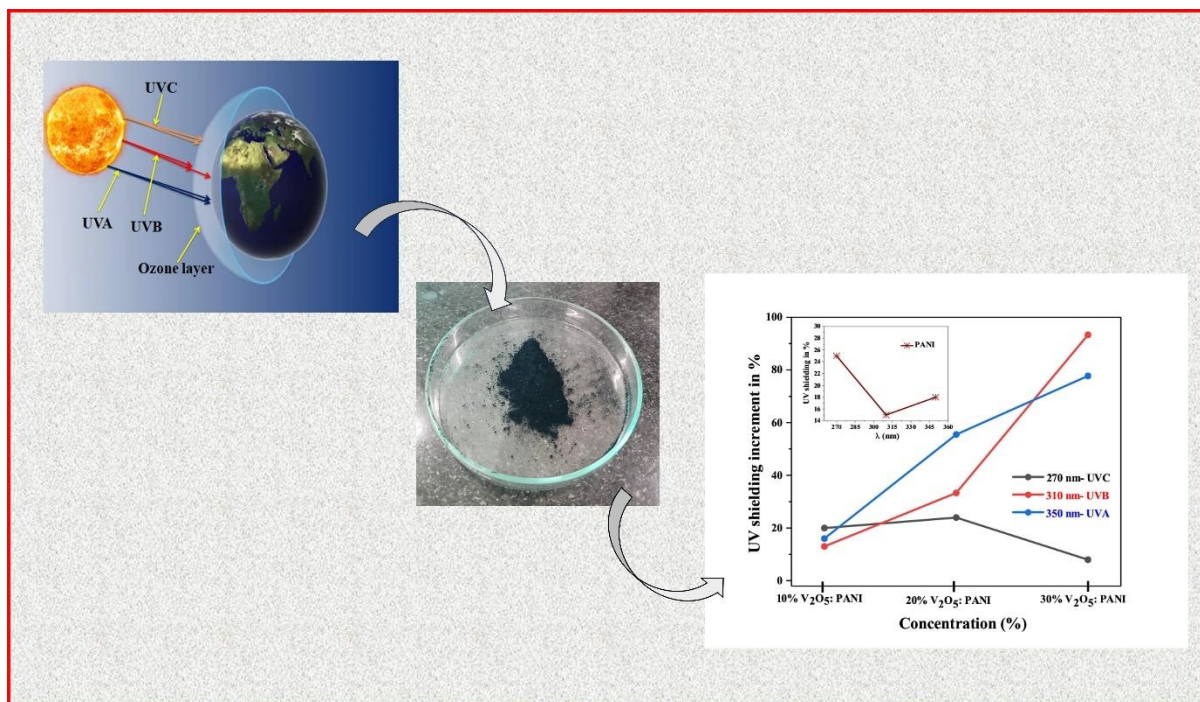 UVC
UVA
UVB
Ozone layer
UV shielding increment in %
100
80
60
40
20
0
UV shielding in %
30
28
26
24
22
20
18
16
14
PANI
270 285 300 315 330 345 360
λ (nm)
270 nm- UVC
310 nm- UVB
350 nm- UVA
10% V₂O₅: PANI 20% V₂O₅: PANI 30% V₂O₅: PANI
Concentration (%)